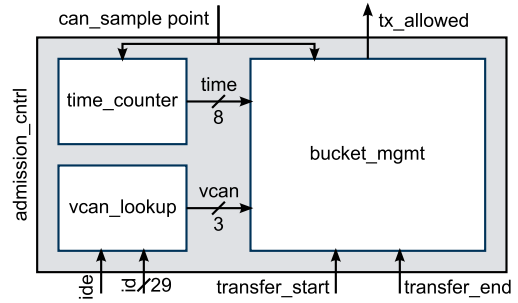 can_sample point
tx_allowed
admission_cntrl
time_counter
time
8
bucket_mgmt
vcan_lookup
vcan
3
ide
id
29
transfer_start
transfer_end